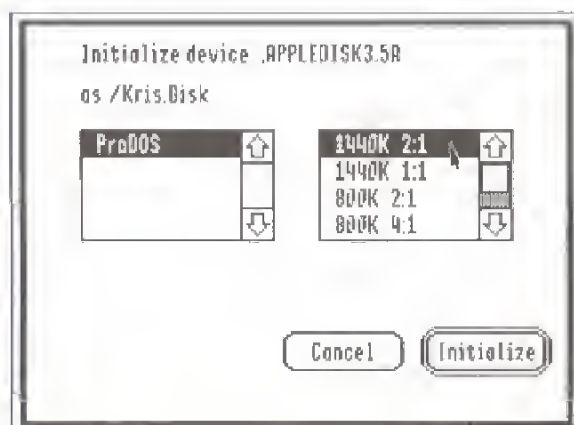 Initialize device .APPLEDISK3.5A
as /Kris.Disk
ProDOS
1440K 2:1
1440K 1:1
800K 2:1
800K 4:1
Cancel
Initialize